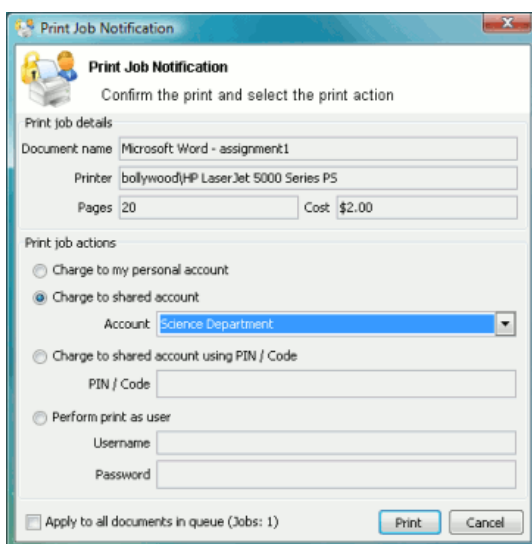 Print Job Notification
Print Job Notification
Confirm the print and select the print action
Print job details
Document name Microsoft Word - assignment1
Printer bollywood\HP LaserJet 5000 Series PS
Pages 20 Cost $2.00
Print job actions
Charge to my personal account
Charge to shared account
Account Science Department
Charge to shared account using PIN / Code
PIN / Code
Perform print as user
Username
Password
Apply to all documents in queue (Jobs: 1) Print Cancel